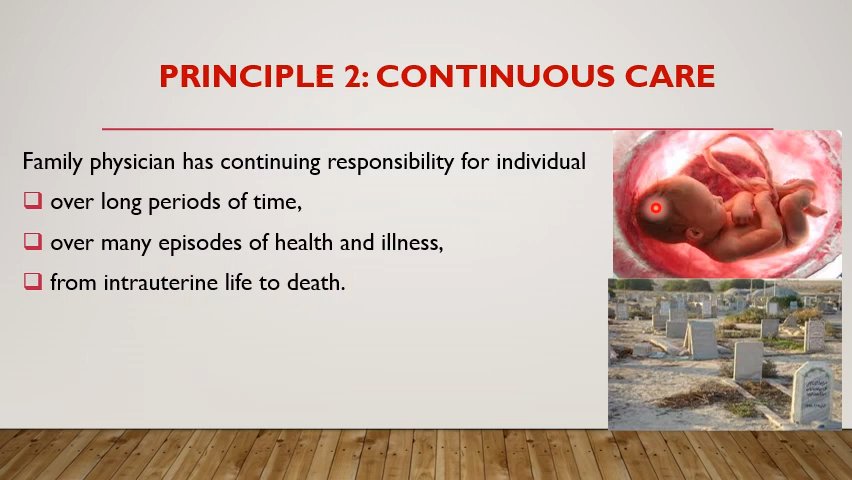 PRINCIPLE 2: CONTINUOUS CARE
Family physician has continuing responsibility for individual
over long periods of time,
over many episodes of health and illness,
from intrauterine life to death.